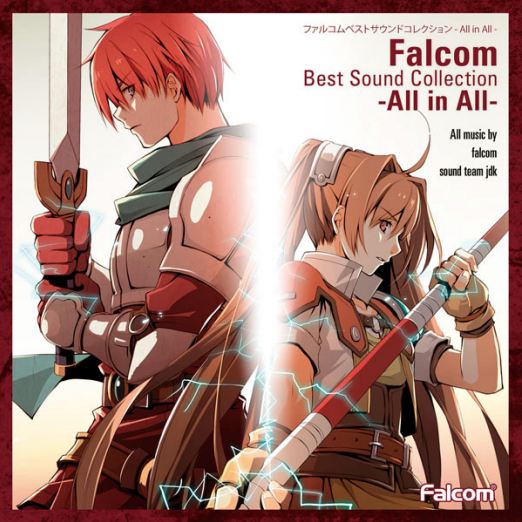 ファルコムベストサウンドコレクション - All in All -
Falcom
Best Sound Collection
-All in All-
All music by
falcom
sound team jdk
Falcom